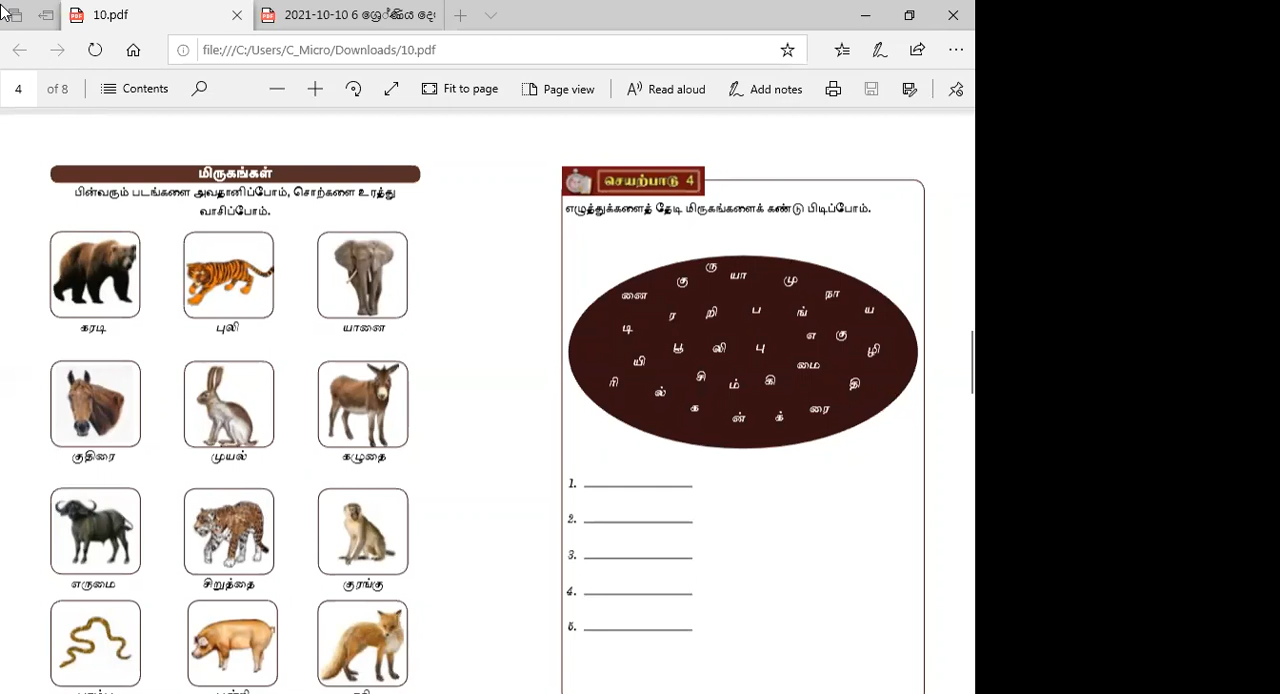 10.pdf
2021-10-10 6
file:///C:/Users/C_Micro/Downloads/10.pdf
4 of 8 Contents Fit to page Page view Read aloud Add notes
மிருகங்கள்
பின்வரும் படங்களை அவதானிப்போம், சொற்களை உரத்து
வாசிப்போம்.
கரடி புலி யானை
குதிரை முயல் கழுதை
எருமை சிறுத்தை குரங்கு
செயற்பாடு 4
எழுத்துக்களைத் தேடி மிருகங்களைக் கண்டு பிடிப்போம்.
ரு
கு யா மு
னை நா
ர றி ப ங் ய
டி எ கு
பூ லி பு ழி
யி மை
ரி ல் சி ம் கி தி
க ன் க் ரை
1.
2.
3.
4.
5.